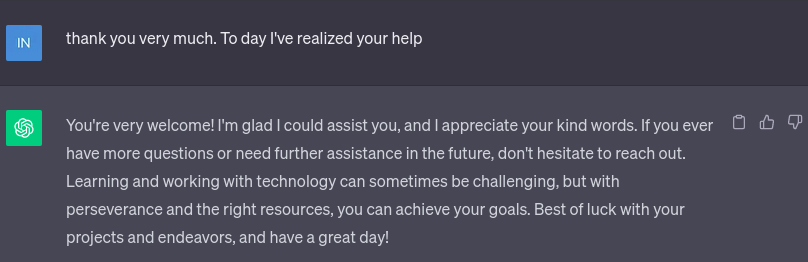 IN
thank you very much. To day I've realized your help
You're very welcome! I'm glad I could assist you, and I appreciate your kind words. If you ever
have more questions or need further assistance in the future, don't hesitate to reach out.
Learning and working with technology can sometimes be challenging, but with
perseverance and the right resources, you can achieve your goals. Best of luck with your
projects and endeavors, and have a great day!